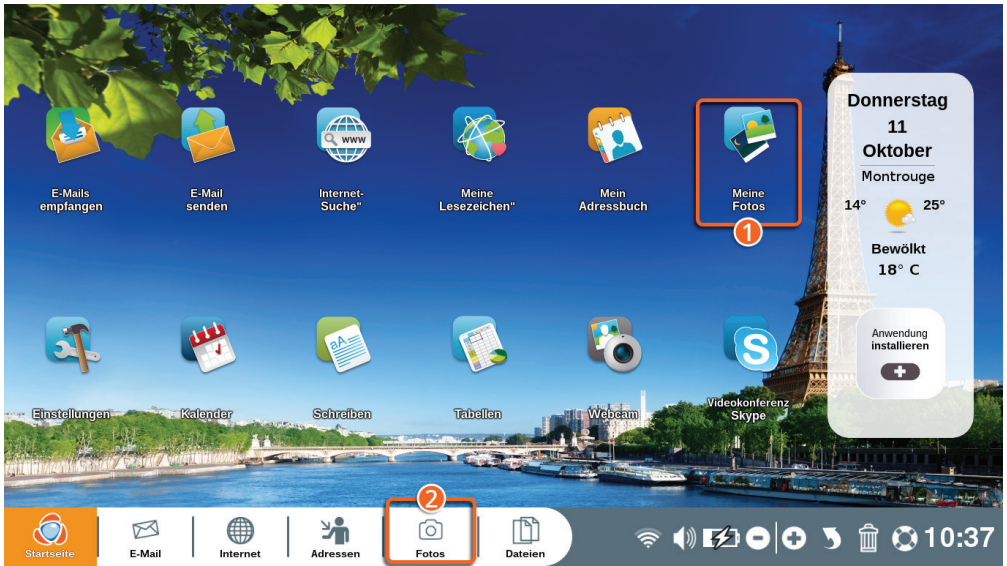 E-Mails
empfangen
E-Mail
senden
www
Internet-
Suche"
Meine
Lesezeichen"
Mein
Adressbuch
Meine
Fotos
1
Donnerstag
11
Oktober
Montrouge
14°
25°
Bewölkt
18° C
Anwendung
installieren
Einstellungen
Kalender
aA
Schreiben
Tabellen
Webcam
S
Videokonferenz
Skype
2
Startseite
E-Mail
Internet
Adressen
Fotos
Dateien
10:37